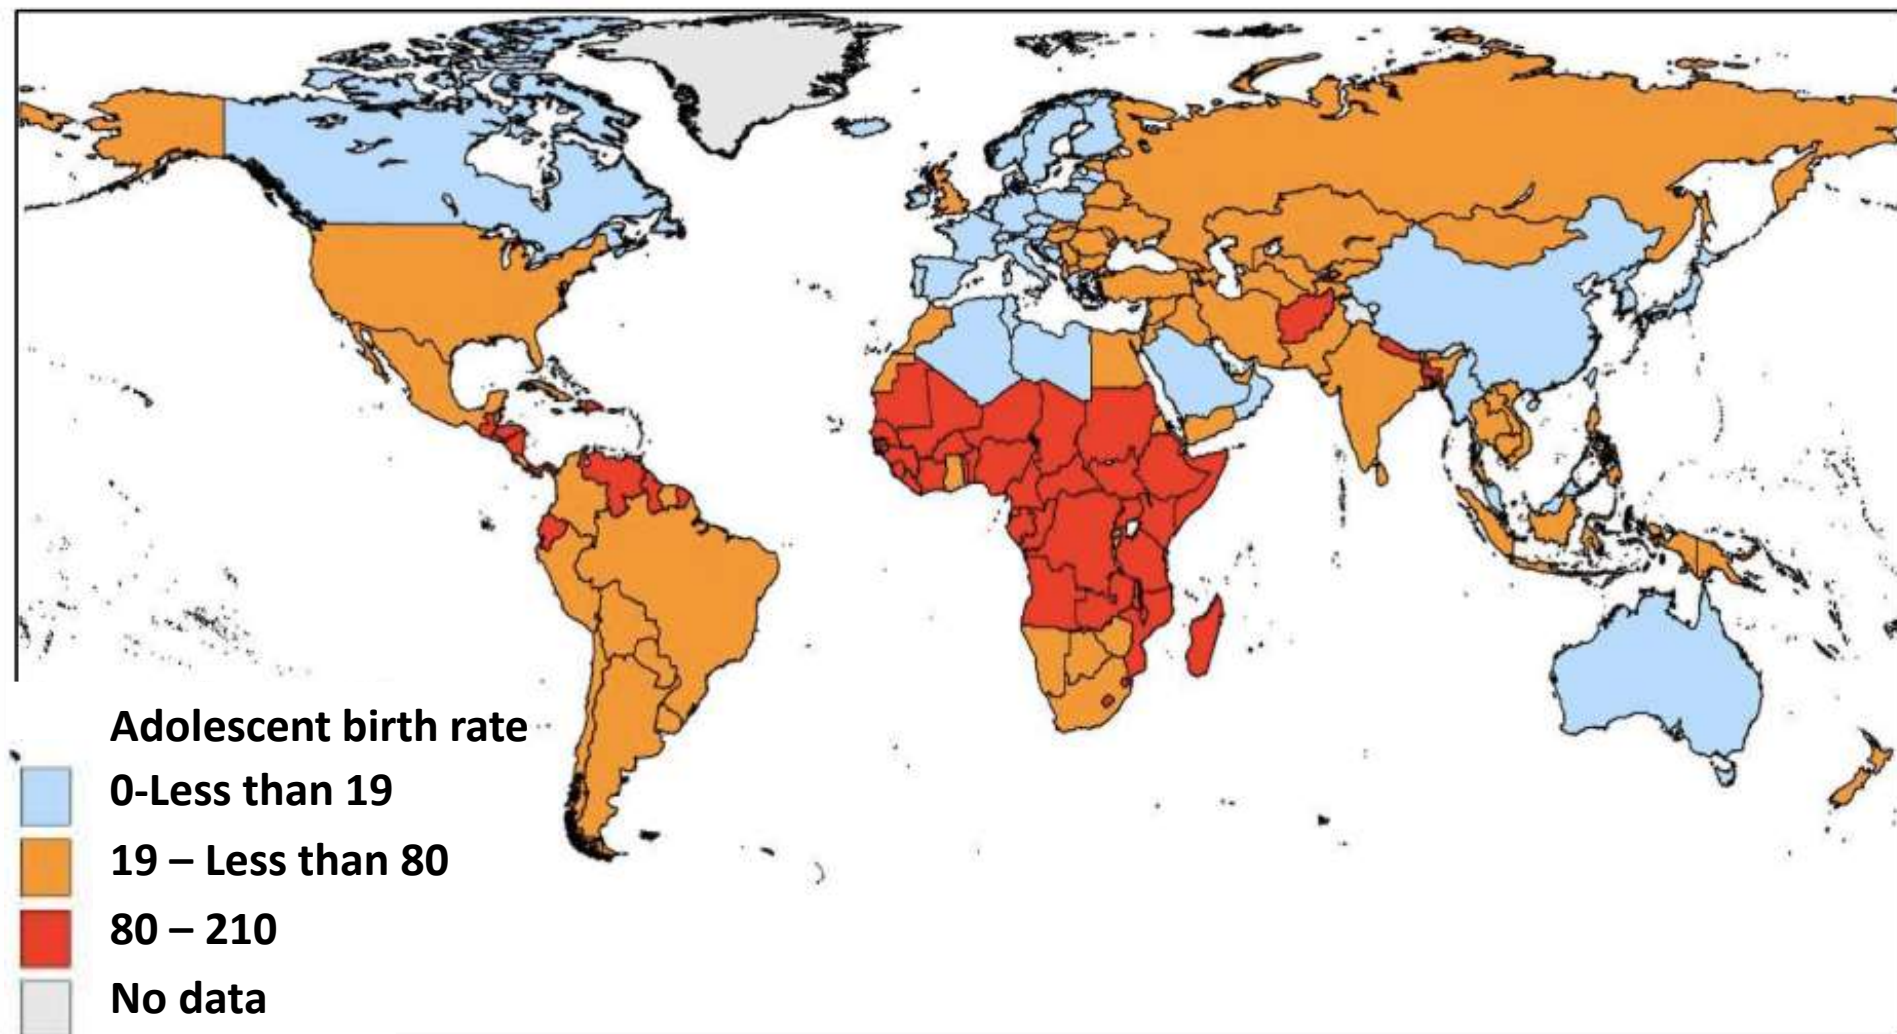 Adolescent birth rate
0-Less than 19
19 – Less than 80
80 – 210
No data